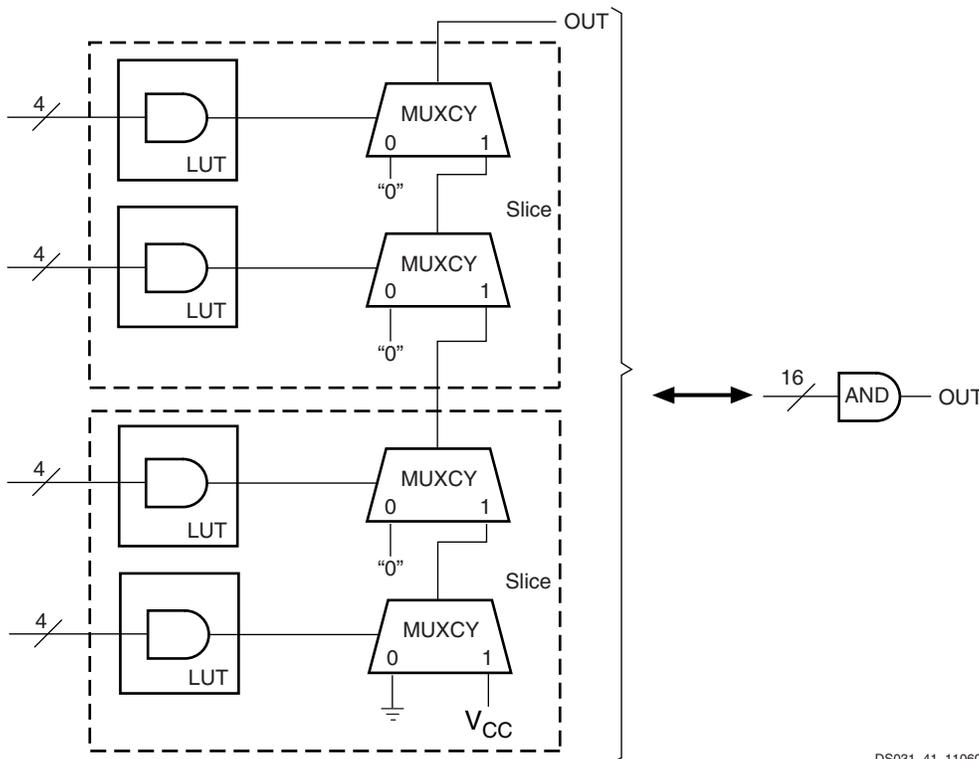 OUT
4
MUXCY
0 1
LUT
“0”
Slice
4
MUXCY
0 1
LUT
“0”
16
AND
OUT
4
MUXCY
0 1
LUT
“0”
Slice
4
MUXCY
0 1
LUT
VCC